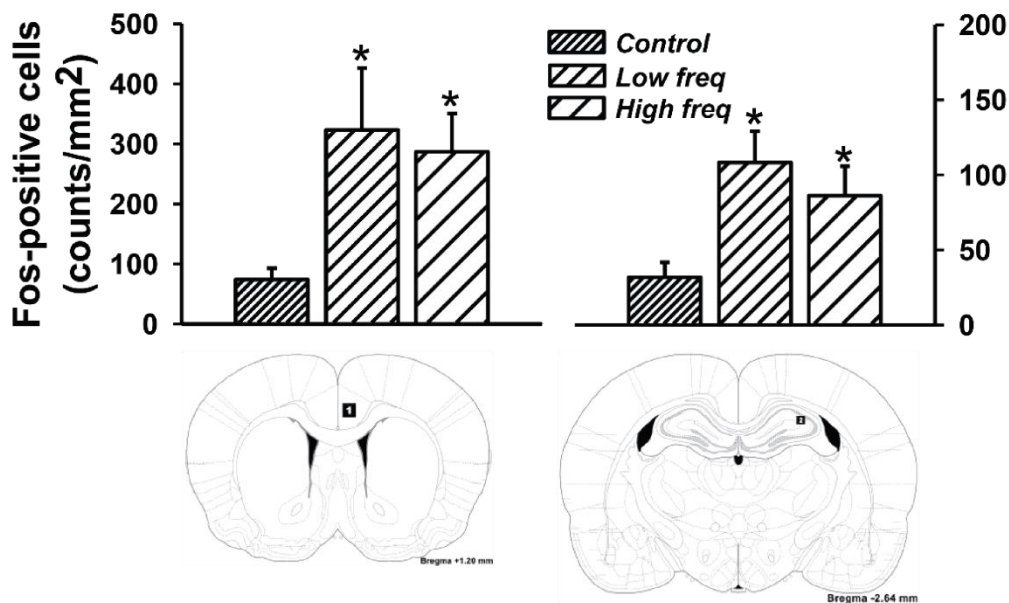 Fos-positive cells
(counts/mm2)
500
400
300
200
100
0
*
*
Control
Low freq
High freq
*
*
200
150
100
50
0
1
Bregma +1.20 mm
2
Bregma -2.64 mm